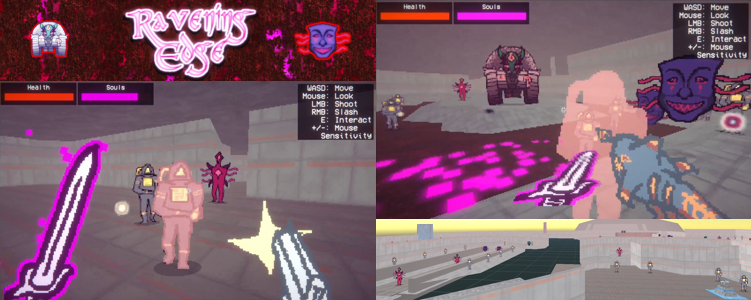 Ravening
Edge
Health
Souls
WASD: Move
Mouse: Look
LMB: Shoot
RMB: Slash
E: Interact
+/-: Mouse
Sensitivity
Health
Souls
WASD: Move
Mouse: Look
LMB: Shoot
RMB: Slash
E: Interact
+/-: Mouse
Sensitivity